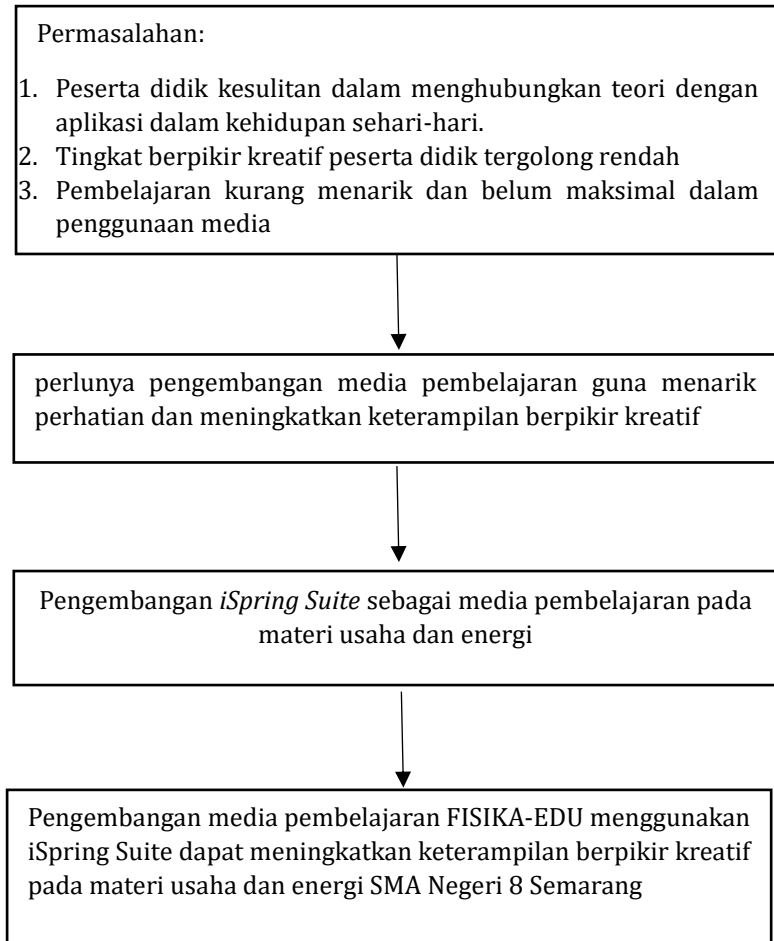 Permasalahan:
1. Peserta didik kesulitan dalam menghubungkan teori dengan
aplikasi dalam kehidupan sehari-hari.
2. Tingkat berpikir kreatif peserta didik tergolong rendah
3. Pembelajaran kurang menarik dan belum maksimal dalam
penggunaan media
perlunya pengembangan media pembelajaran guna menarik
perhatian dan meningkatkan keterampilan berpikir kreatif
Pengembangan iSpring Suite sebagai media pembelajaran pada
materi usaha dan energi
Pengembangan media pembelajaran FISIKA-EDU menggunakan
iSpring Suite dapat meningkatkan keterampilan berpikir kreatif
pada materi usaha dan energi SMA Negeri 8 Semarang